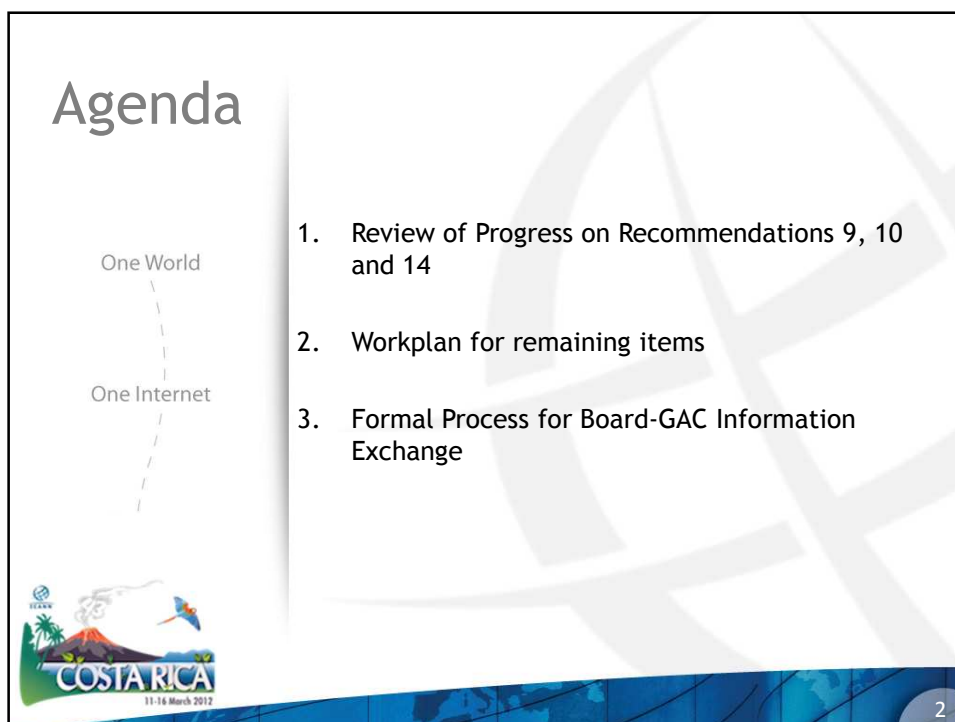 Agenda
One World
One Internet
1. Review of Progress on Recommendations 9, 10
and 14
2. Workplan for remaining items
3. Formal Process for Board-GAC Information
Exchange
ICANN
COSTA RICA
11-16 March 2012
2